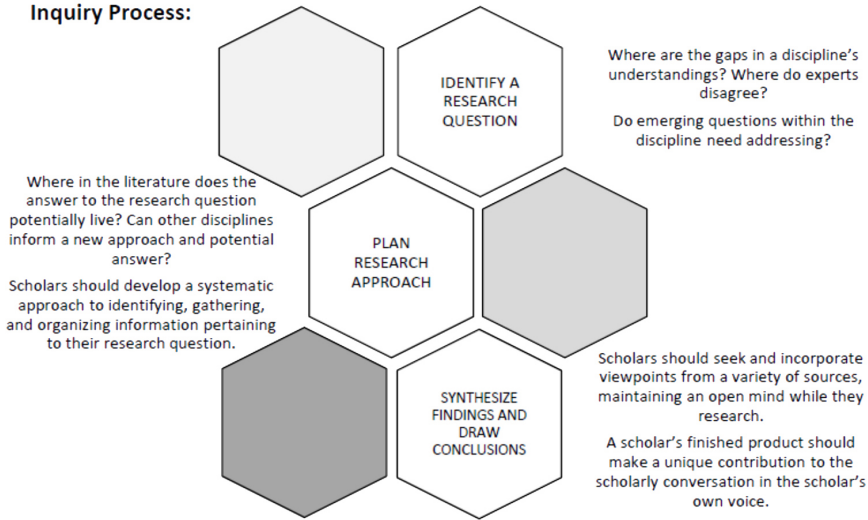 Inquiry Process:
IDENTIFY A
RESEARCH
QUESTION
Where are the gaps in a discipline's
understandings? Where do experts
disagree?
Do emerging questions within the
discipline need addressing?
Where in the literature does the
answer to the research question
potentially live? Can other disciplines
inform a new approach and potential
answer?
Scholars should develop a systematic
approach to identifying, gathering,
and organizing information pertaining
to their research question.
PLAN
RESEARCH
APPROACH
SYNTHESIZE
FINDINGS AND
DRAW
CONCLUSIONS
Scholars should seek and incorporate
viewpoints from a variety of sources,
maintaining an open mind while they
research.
A scholar's finished product should
make a unique contribution to the
scholarly conversation in the scholar's
own voice.